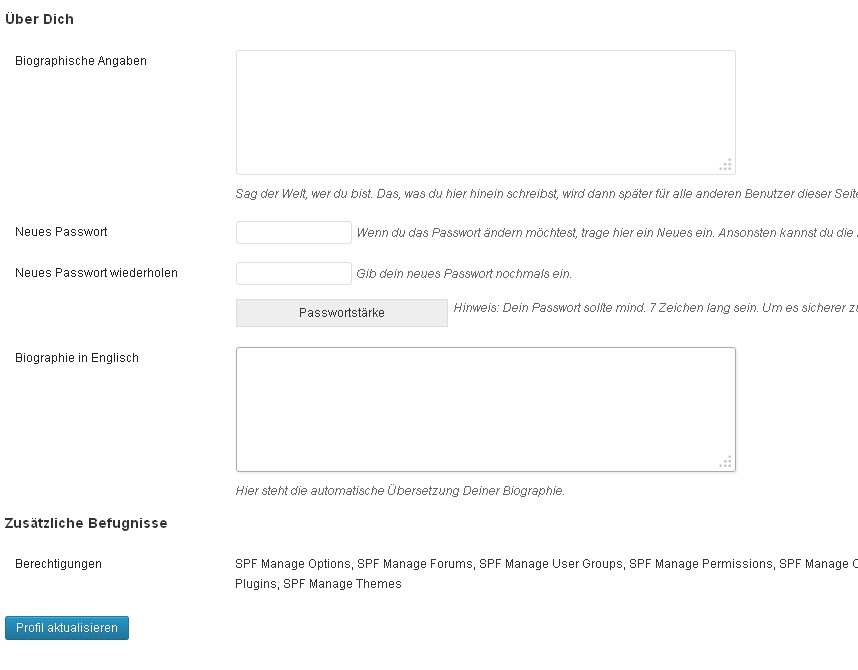 Über Dich
Biographische Angaben
Sag der Welt, wer du bist. Das, was du hier hinein schreibst, wird dann später für alle anderen Benutzer dieser Seite
Neues Passwort
Wenn du das Passwort ändern möchtest, trage hier ein Neues ein. Ansonsten kannst du die
Neues Passwort wiederholen
Gib dein neues Passwort nochmals ein.
Passwortstärke
Hinweis: Dein Passwort sollte mind. 7 Zeichen lang sein. Um es sicherer
Biographie in Englisch
Hier steht die automatische Übersetzung Deiner Biographie.
Zusätzliche Befugnisse
Berechtigungen
SPF Manage Options, SPF Manage Forums, SPF Manage User Groups, SPF Manage Permissions, SPF Manage
Plugins, SPF Manage Themes
Profil aktualisieren